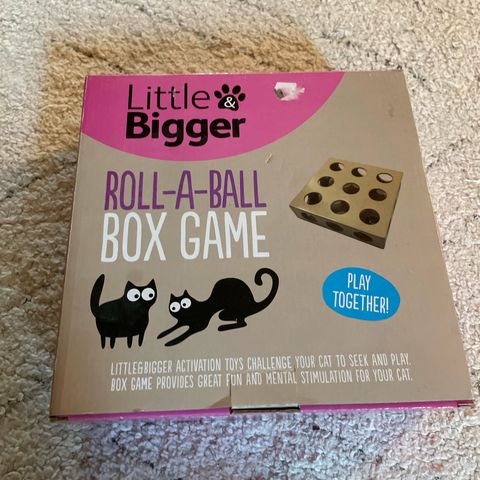 Little &
Bigger
ROLL-A-BALL
BOX GAME
PLAY
TOGETHER!
LITTLE&BIGGER ACTIVATION TOYS CHALLENGE YOUR CAT TO SEEK AND PLAY.
BOX GAME PROVIDES GREAT FUN AND MENTAL STIMULATION FOR YOUR CAT.